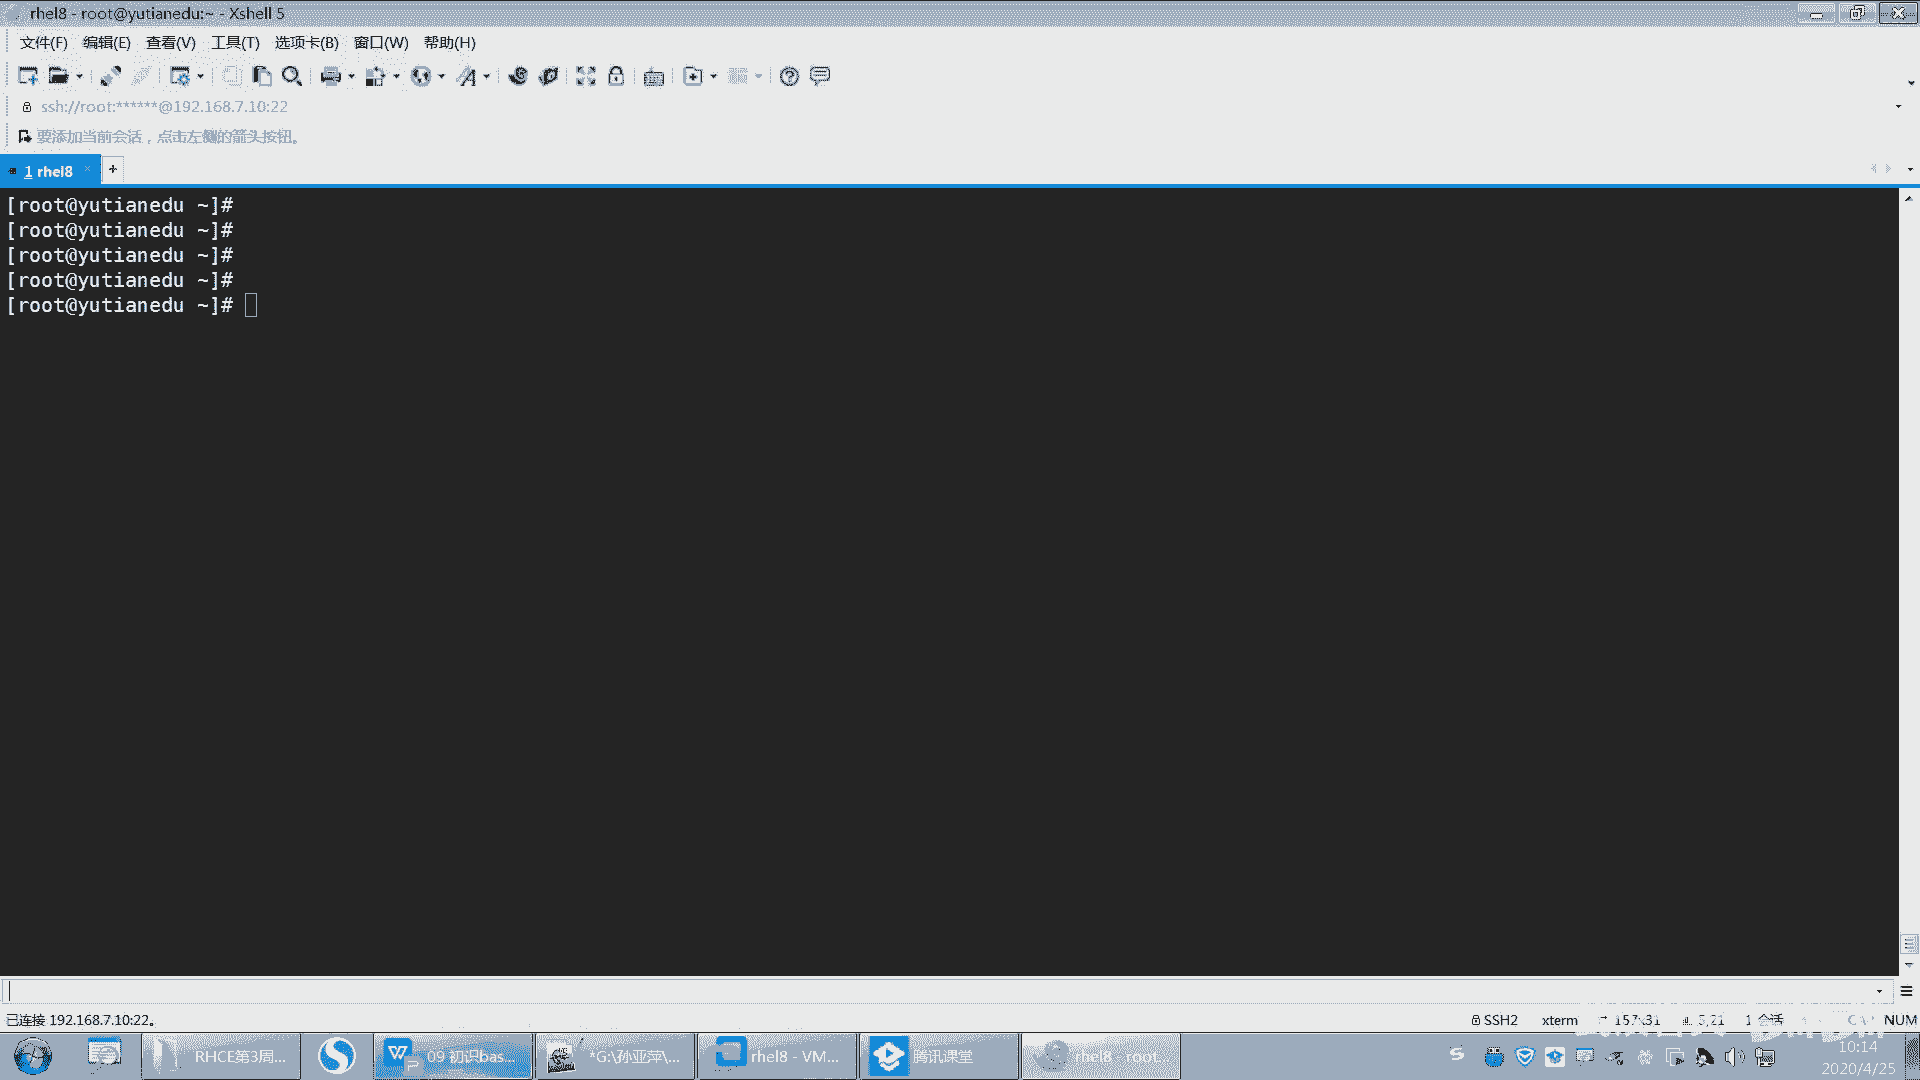 rhel8 - root@yutianedu:~ - Xshell 5
文件(F) 编辑(E) 查看(V) 工具(T) 选项卡(B) 窗口(W) 帮助(H)
ssh://root:******@192.168.7.10:22
要添加当前会话，点击左侧的箭头按钮。
1 rhel8 +
[root@yutianedu ~]#
[root@yutianedu ~]#
[root@yutianedu ~]#
[root@yutianedu ~]#
[root@yutianedu ~]#
已连接 192.168.7.10:22。
SSH2 xterm 157x31 5,21 1 会话 NUM
RHCE第3周... 09 初识bas... *G:\孙亚萍\... rhel8 - VM... 腾讯课堂 rhel8 - root...
10:14
2020/4/25